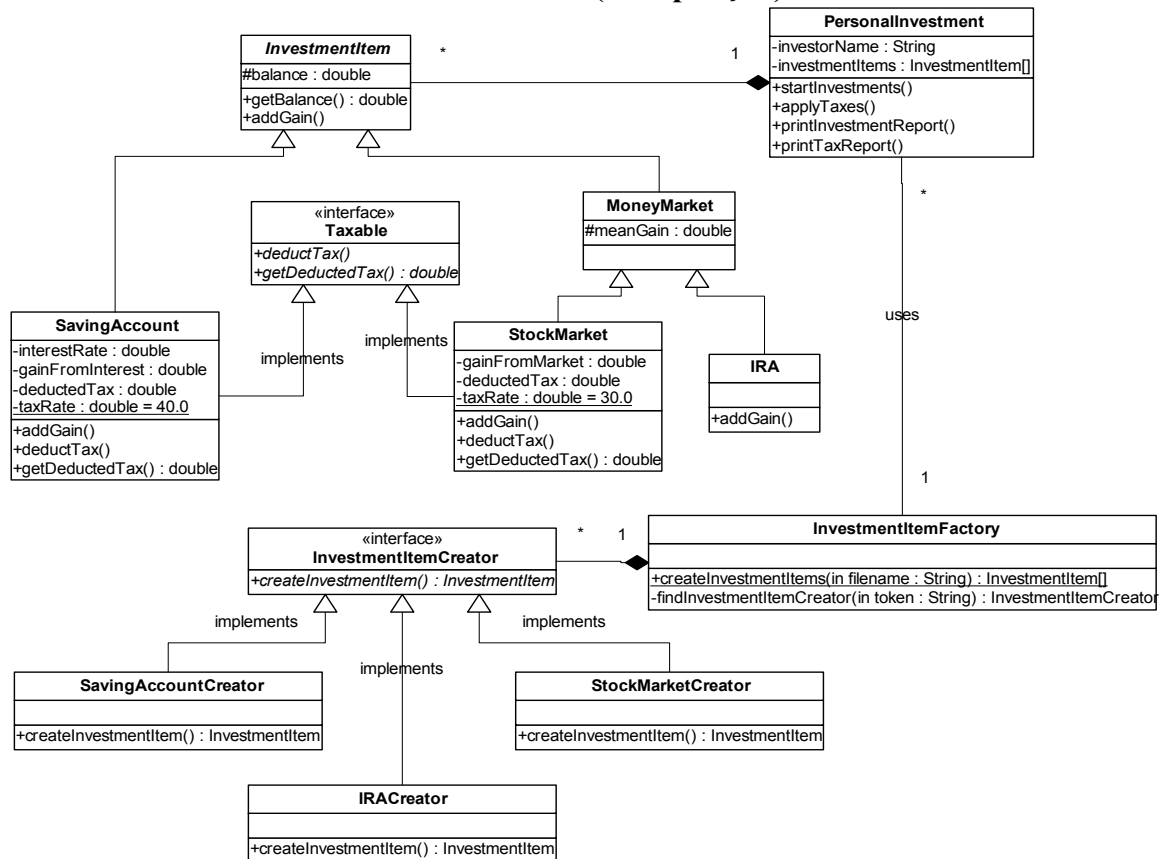 InvestmentItem
#balance : double
+getBalance() : double
+addGain()
*
1
PersonalInvestment
-investorName : String
-investmentItems : InvestmentItem[]
+startInvestments()
+applyTaxes()
+printInvestmentReport()
+printTaxReport()
«interface»
Taxable
+deductTax()
+getDeductedTax() : double
MoneyMarket
#meanGain : double
*
uses
1
SavingAccount
-interestRate : double
-gainFromInterest : double
-deductedTax : double
-taxRate : double = 40.0
+addGain()
+deductTax()
+getDeductedTax() : double
implements
implements
StockMarket
-gainFromMarket : double
-deductedTax : double
-taxRate : double = 30.0
+addGain()
+deductTax()
+getDeductedTax() : double
IRA
+addGain()
«interface»
InvestmentItemCreator
+createInvestmentItem() : InvestmentItem
*
1
InvestmentItemFactory
+createInvestmentItems(in filename : String) : InvestmentItem[]
-findInvestmentItemCreator(in token : String) : InvestmentItemCreator
implements
implements
implements
SavingAccountCreator
+createInvestmentItem() : InvestmentItem
StockMarketCreator
+createInvestmentItem() : InvestmentItem
IRACreator
+createInvestmentItem() : InvestmentItem